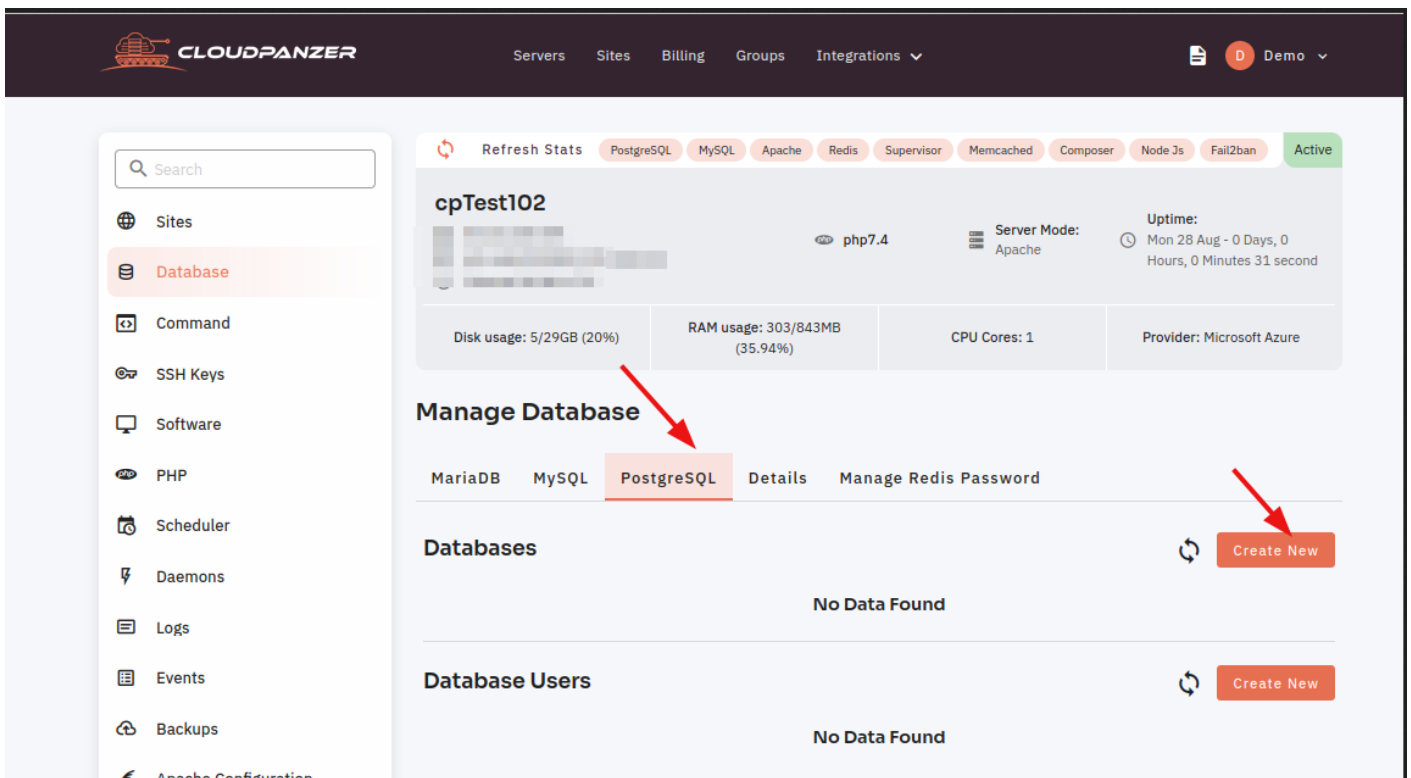 CLOUDPANZER
Servers Sites Billing Groups Integrations
D Demo
Search
Sites
Database
Command
SSH Keys
Software
PHP
Scheduler
Daemons
Logs
Events
Backups
Apache Configuration
Refresh Stats PostgreSQL MySQL Apache Redis Supervisor Memcached Composer Node Js Fail2ban Active
cpTest102
php php7.4
Server Mode:
Apache
Uptime:
Mon 28 Aug - 0 Days, 0
Hours, 0 Minutes 31 second
Disk usage: 5/29GB (20%)
RAM usage: 303/843MB
(35.94%)
CPU Cores: 1
Provider: Microsoft Azure
Manage Database
MariaDB MySQL PostgreSQL Details Manage Redis Password
Databases
Create New
No Data Found
Database Users
Create New
No Data Found